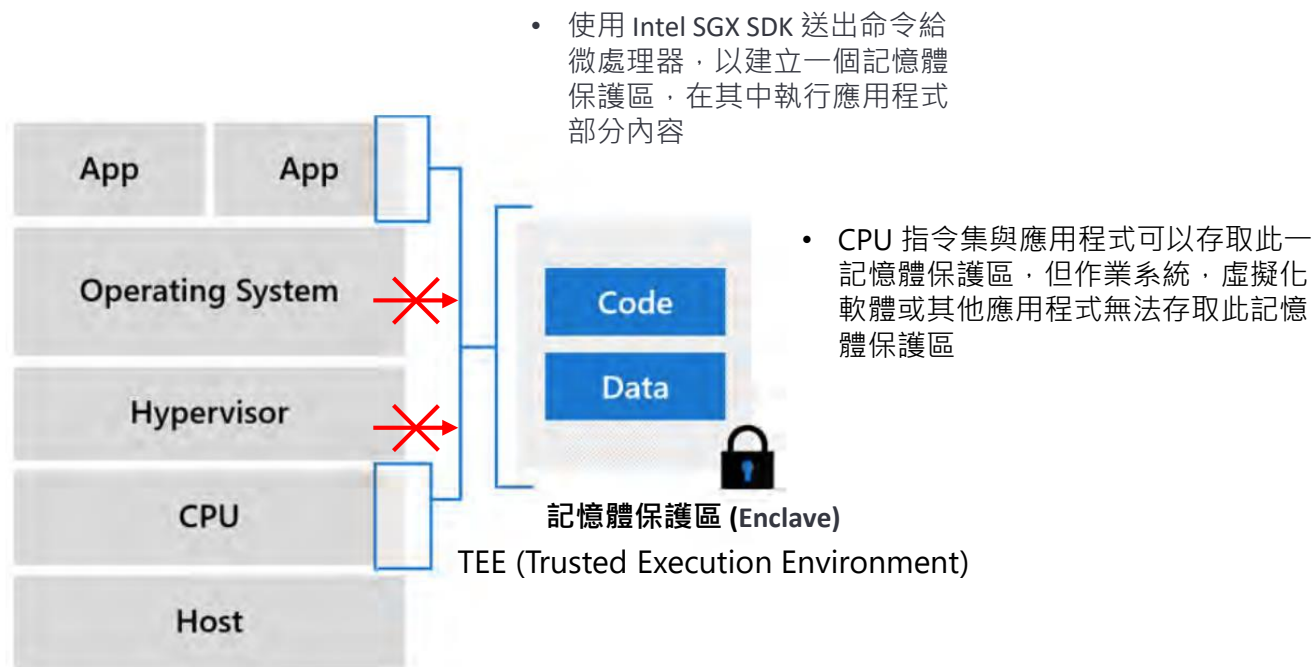 • 使用 Intel SGX SDK 送出命令給
微處理器，以建立一個記憶體
保護區，在其中執行應用程式
部分內容
App
App
Operating System
Hypervisor
CPU
Host
Code
Data
記憶體保護區 (Enclave)
TEE (Trusted Execution Environment)
• CPU 指令集與應用程式可以存取此一
記憶體保護區，但作業系統，虛擬化
軟體或其他應用程式無法存取此記憶
體保護區